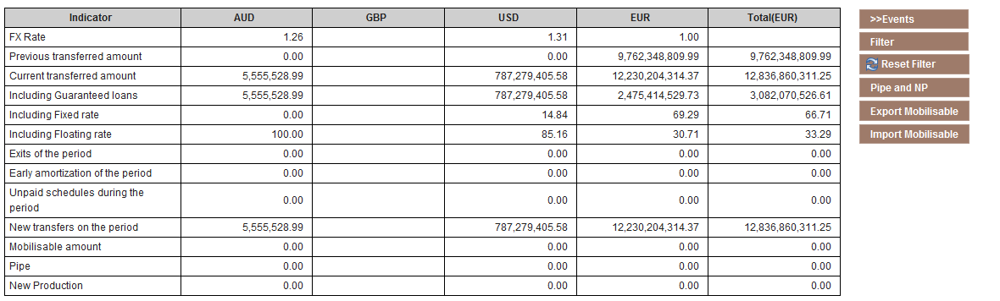 Indicator AUD GBP USD EUR Total(EUR)
FX Rate 1.26 1.31 1.00
Previous transferred amount 0.00 0.00 9,762,348,809.99 9,762,348,809.99
Current transferred amount 5,555,528.99 787,279,405.58 12,230,204,314.37 12,836,860,311.25
Including Guaranteed loans 5,555,528.99 787,279,405.58 2,475,414,529.73 3,082,070,526.61
Including Fixed rate 0.00 14.84 69.29 66.71
Including Floating rate 100.00 85.16 30.71 33.29
Exits of the period 0.00 0.00 0.00 0.00
Early amortization of the period 0.00 0.00 0.00 0.00
Unpaid schedules during the
period 0.00 0.00 0.00 0.00
New transfers on the period 5,555,528.99 787,279,405.58 12,230,204,314.37 12,836,860,311.25
Mobilisable amount 0.00 0.00 0.00 0.00
Pipe 0.00 0.00 0.00 0.00
New Production 0.00 0.00 0.00 0.00
>>Events
Filter
Reset Filter
Pipe and NP
Export Mobilisable
Import Mobilisable